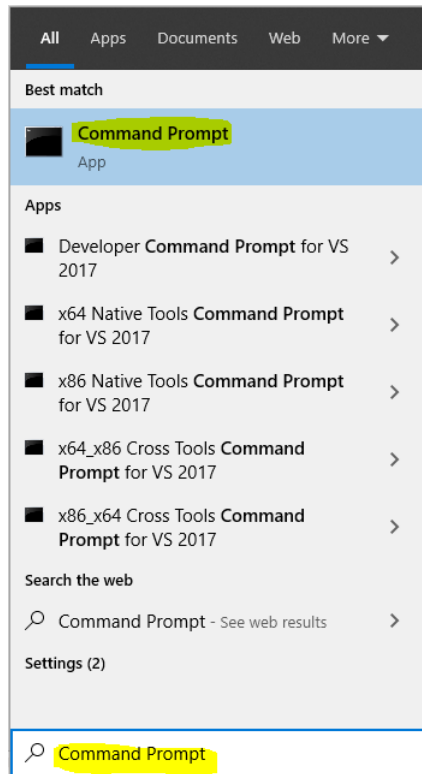 All Apps Documents Web More
Best match
Command Prompt
App
Apps
Developer Command Prompt for VS
2017
x64 Native Tools Command Prompt
for VS 2017
x86 Native Tools Command Prompt
for VS 2017
x64_x86 Cross Tools Command
Prompt for VS 2017
x86_x64 Cross Tools Command
Prompt for VS 2017
Search the web
Command Prompt - See web results
Settings (2)
Command Prompt